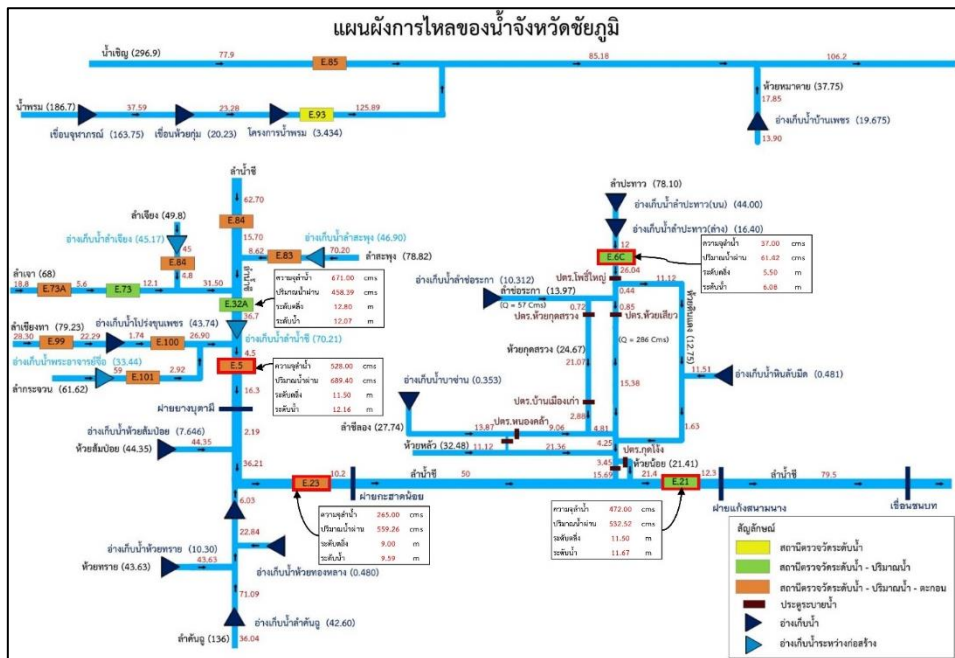 แผนผังการไหลของน้ำจังหวัดชัยภูมิ
น้ำเชิญ (296.9)
77.9
E.85
85.18
106.2
น้ำพรม (186.7)
37.59
23.28
E.93
125.89
เขื่อนจุฬาภรณ์ (163.75)
เขื่อนห้วยกุ่ม (20.23)
โครงการน้ำพรม (3.434)
ห้วยหมาตาย (37.75)
17.85
อ่างเก็บน้ำบ้านเพชร (19.675)
13.90
ลำน้ำชี
62.70
E.84
15.70
8.62
E.83
อ่างเก็บน้ำลำสะพุง (46.90)
70.20
ลำสะพุง (78.82)
ลำเจียง (49.8)
อ่างเก็บน้ำลำเจียง (45.17)
45
E.84
4.8
ลำเจา (68)
18.8
E.73A
5.6
E.73
12.1
31.50
ลำน้ำชี
E.32A
36.7
ความจุลำน้ำ 671.00 cms
ปริมาณน้ำผ่าน 458.39 cms
ระดับตลิ่ง 12.80 m
ระดับน้ำ 12.07 m
ลำเชียงทา (79.23)
อ่างเก็บน้ำโปร่งขุนเพชร (43.74)
28.30
E.99
22.29
1.74
E.100
26.90
อ่างเก็บน้ำลำน้ำชี (70.21)
อ่างเก็บน้ำพระอาจารย์จื่อ (33.44)
59
E.101
2.92
ลำกระจวน (61.62)
4.5
E.5
16.3
ความจุลำน้ำ 528.00 cms
ปริมาณน้ำผ่าน 689.40 cms
ระดับตลิ่ง 11.50 m
ระดับน้ำ 12.16 m
ฝายยางบุตามี
2.19
อ่างเก็บน้ำห้วยส้มป่อย (7.646)
44.35
ห้วยส้มป่อย (44.35)
36.21
E.23
10.2
ฝายกะฮาดน้อย
ลำน้ำชี
50
ความจุลำน้ำ 265.00 cms
ปริมาณน้ำผ่าน 559.26 cms
ระดับตลิ่ง 9.00 m
ระดับน้ำ 9.59 m
6.03
22.84
อ่างเก็บน้ำห้วยทราย (10.30)
43.63
ห้วยทราย (43.63)
อ่างเก็บน้ำห้วยทองหลาง (0.480)
71.09
อ่างเก็บน้ำลำคันฉู (42.60)
ลำคันฉู (136)
36.04
ลำปะทาว (78.10)
อ่างเก็บน้ำลำปะทาว(บน) (44.00)
อ่างเก็บน้ำลำปะทาว(ล่าง) (16.40)
12
E.6C
ความจุลำน้ำ 37.00 cms
ปริมาณน้ำผ่าน 61.42 cms
ระดับตลิ่ง 5.50 m
ระดับน้ำ 6.08 m
26.04
ปตร.โพธิ์ใหญ่
11.12
อ่างเก็บน้ำลำช่อระกา (10.312)
ลำช่อระกา (13.97)
(Q = 57 Cms)
0.44
0.72
0.85
ปตร.ห้วยกุดสรวง
ปตร.ห้วยเสียว
(Q = 286 Cms)
ห้วยกุดสรวง (24.67)
21.07
15.38
ห้วยดินแดง (12.75)
11.51
อ่างเก็บน้ำหินลับมีด (0.481)
1.63
อ่างเก็บน้ำบาซ่าน (0.353)
ปตร.บ้านเมืองเก่า
2.88
ลำชีลอง (27.74)
13.87
ปตร.หนองคล้า
9.06
4.81
ห้วยหลัว (32.48)
11.12
21.36
4.25
ปตร.กุดโง้ง
3.45
ห้วยน้อย (21.41)
15.69
21.4
E.21
12.3
ลำน้ำชี
79.5
ฝายแก้งสนามนาง
เขื่อนชนบท
ความจุลำน้ำ 472.00 cms
ปริมาณน้ำผ่าน 532.52 cms
ระดับตลิ่ง 11.50 m
ระดับน้ำ 11.67 m
สัญลักษณ์
สถานีตรวจวัดระดับน้ำ
สถานีตรวจวัดระดับน้ำ - ปริมาณน้ำ
สถานีตรวจวัดระดับน้ำ - ปริมาณน้ำ - ตะกอน
ประตูระบายน้ำ
อ่างเก็บน้ำ
อ่างเก็บน้ำระหว่างก่อสร้าง